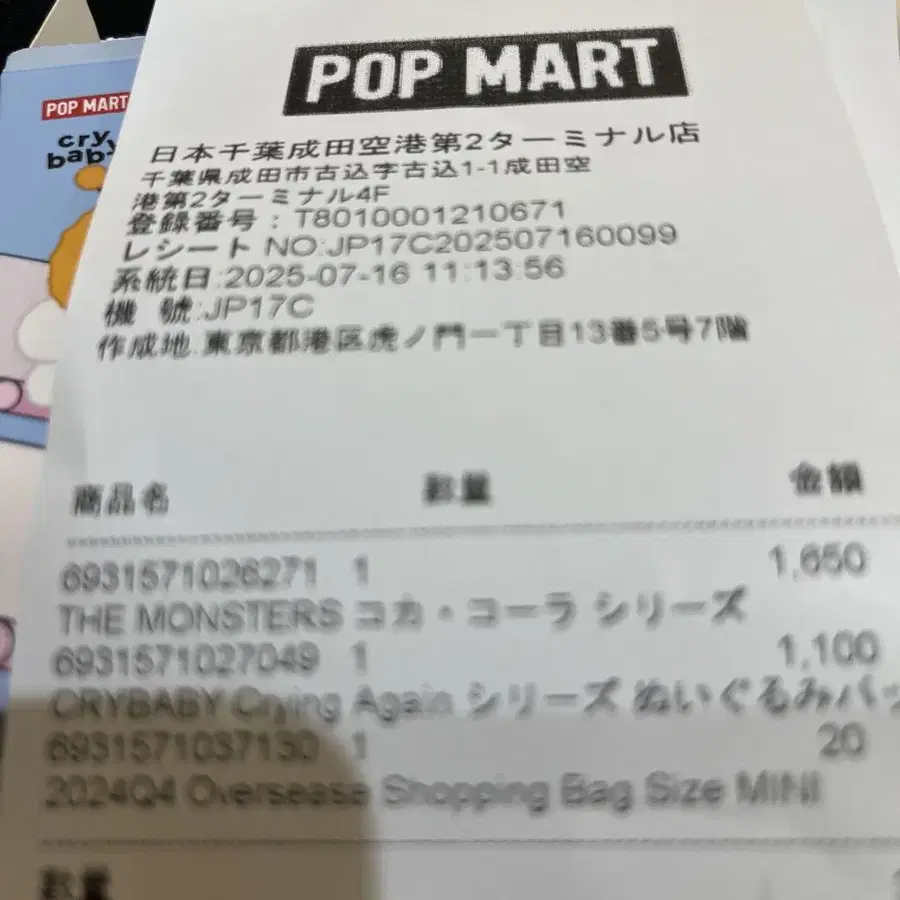 POP MART
cry
baby
POP MART
日本千葉成田空港第2ターミナル店
千葉県成田市古込字古込1-1成田空
港第2ターミナル4F
登録番号：T8010001210671
レシート NO:JP17C202507160099
系統日:2025-07-16 11:13:56
機 號:JP17C
作成地:東京都港区虎ノ門一丁目13番5号7階
商品名 数量 金額
6931571026271 1 1,650
THE MONSTERS コカ・コーラ シリーズ
6931571027049 1 1,100
CRYBABY Crying Again シリーズ ぬいぐるみバッ
6931571037130 1 20
2024Q4 Oversease Shopping Bag Size MINI
数量